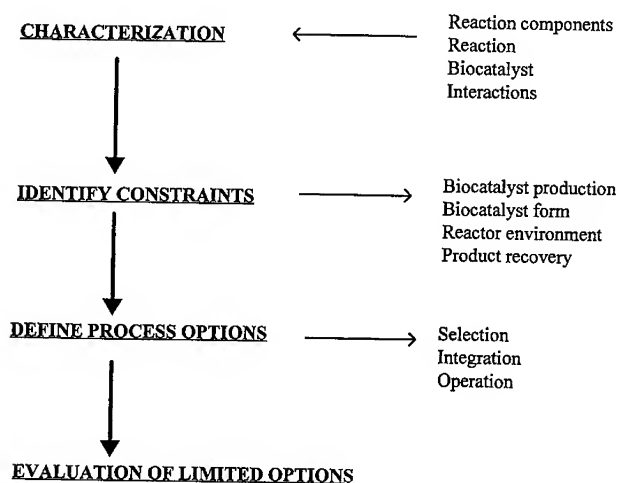 CHARACTERIZATION
Reaction components
Reaction
Biocatalyst
Interactions
IDENTIFY CONSTRAINTS
Biocatalyst production
Biocatalyst form
Reactor environment
Product recovery
DEFINE PROCESS OPTIONS
Selection
Integration
Operation
EVALUATION OF LIMITED OPTIONS